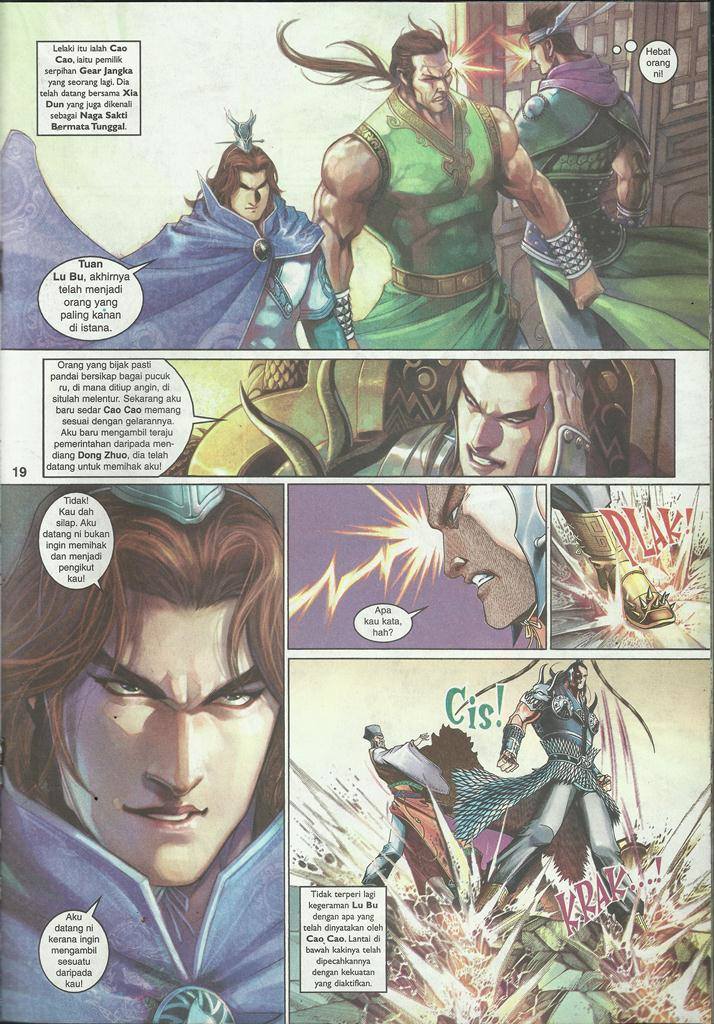 Lelaki itu ialah Cao
Cao, iaitu pemilik
serpihan Gear Jangka
yang seorang lagi. Dia
telah datang bersama Xia
Dun yang juga dikenali
sebagai Naga Sakti
Bermata Tunggal.
Hebat
orang
ni!
Tuan
Lu Bu, akhirnya
telah menjadi
orang yang
paling kanan
di istana.
Orang yang bijak pasti
pandai bersikap bagai pucuk
ru, di mana ditiup angin, di
situlah melentur. Sekarang aku
baru sedar Cao Cao memang
sesuai dengan gelarannya.
Aku baru mengambil teraju
pemerintahan daripada men-
diang Dong Zhuo, dia telah
datang untuk memihak aku!
19
Tidak!
Kau dah
silap. Aku
datang ni bukan
ingin memihak
dan menjadi
pengikut
kau!
Apa
kau kata,
hah?
DLAK!
Aku
datang ni
kerana ingin
mengambil
sesuatu
daripada
kau!
Cis!
KRAK...!
Tidak terperi lagi
kegeraman Lu Bu
dengan apa yang
telah dinyatakan oleh
Cao Cao. Lantai di
bawah kakinya telah
dipecahkannya
dengan kekuatan
yang diaktifkan.